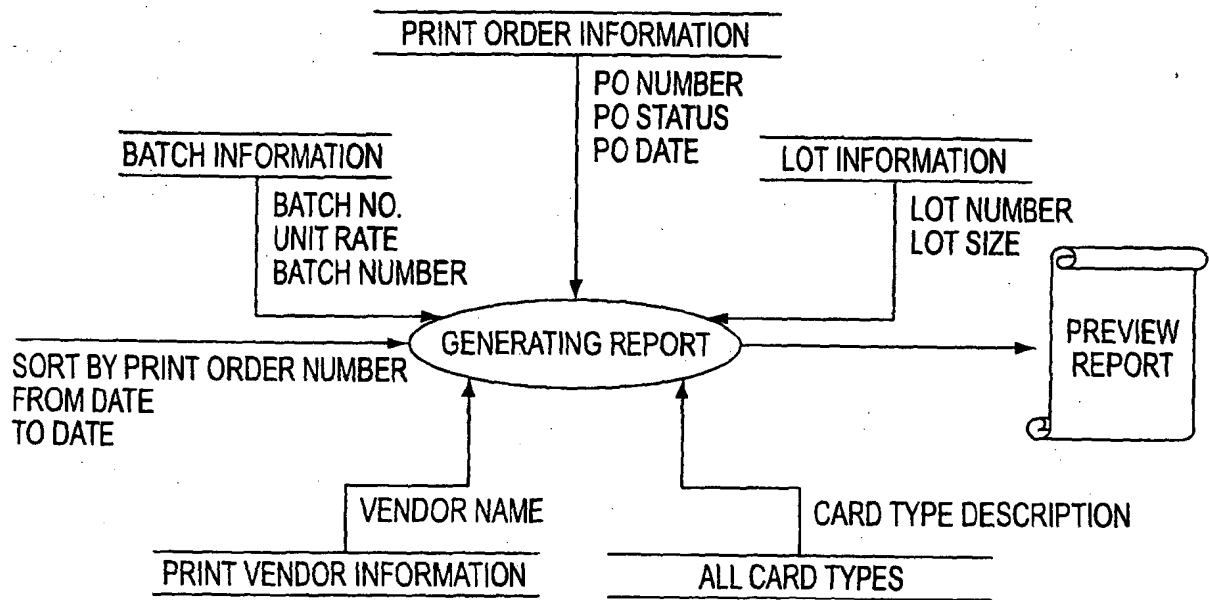 PRINT ORDER INFORMATION
PO NUMBER
PO STATUS
PO DATE
BATCH INFORMATION
BATCH NO.
UNIT RATE
BATCH NUMBER
LOT INFORMATION
LOT NUMBER
LOT SIZE
GENERATING REPORT
PREVIEW
REPORT
SORT BY PRINT ORDER NUMBER
FROM DATE
TO DATE
VENDOR NAME
CARD TYPE DESCRIPTION
PRINT VENDOR INFORMATION
ALL CARD TYPES